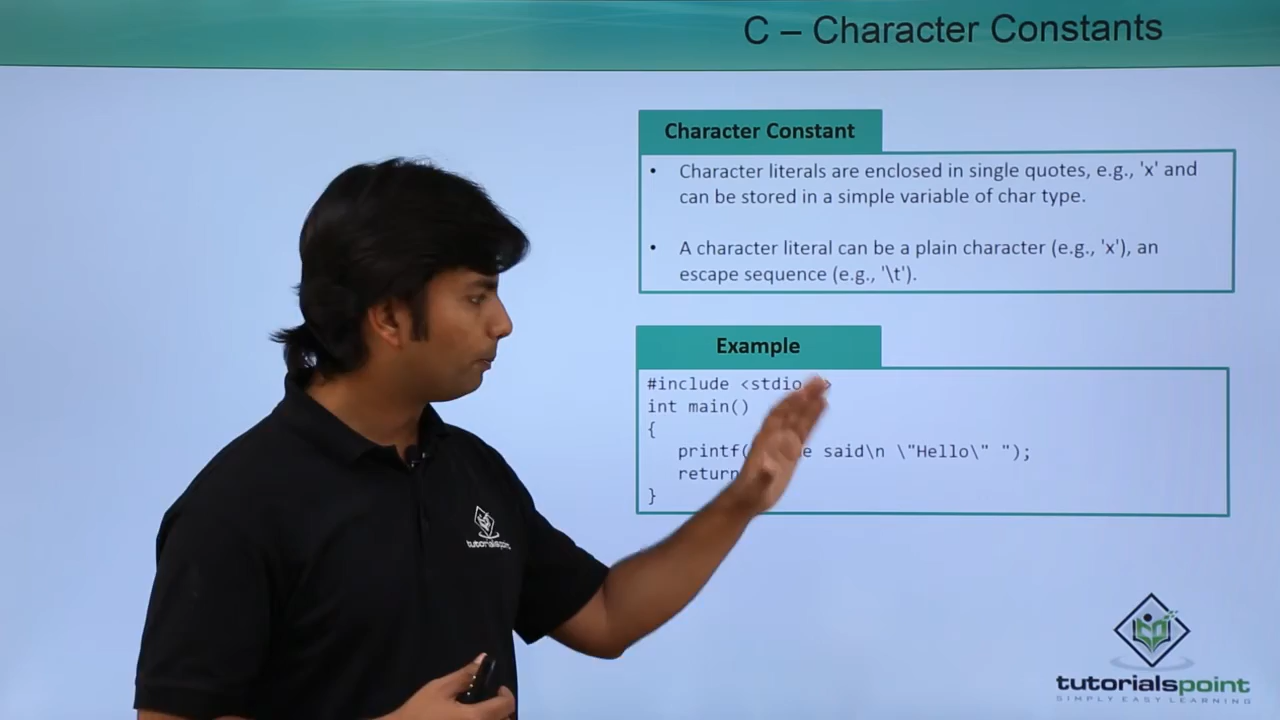 C – Character Constants
Character Constant
• Character literals are enclosed in single quotes, e.g., 'x' and
can be stored in a simple variable of char type.
• A character literal can be a plain character (e.g., 'x'), an
escape sequence (e.g., '\t').
Example
#include <stdio >
int main()
{
printf( said\n \"Hello\" ");
return
}
tutorialspoint
tutorialspoint
SIMPLY EASY LEARNING